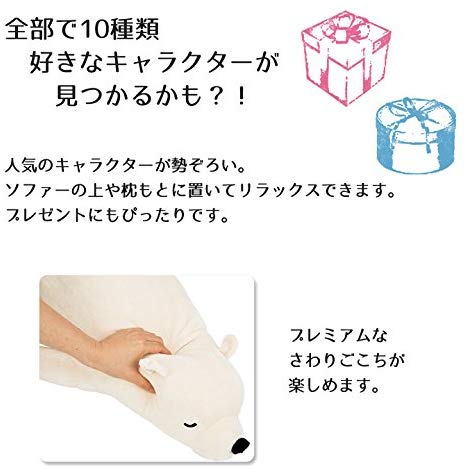 全部で10種類
好きなキャラクターが
見つかるかも？！
人気のキャラクターが勢ぞろい。
ソファーの上や枕もとに置いてリラックスできます。
プレゼントにもぴったりです。
プレミアムな
さわりごこちが
楽しめます。